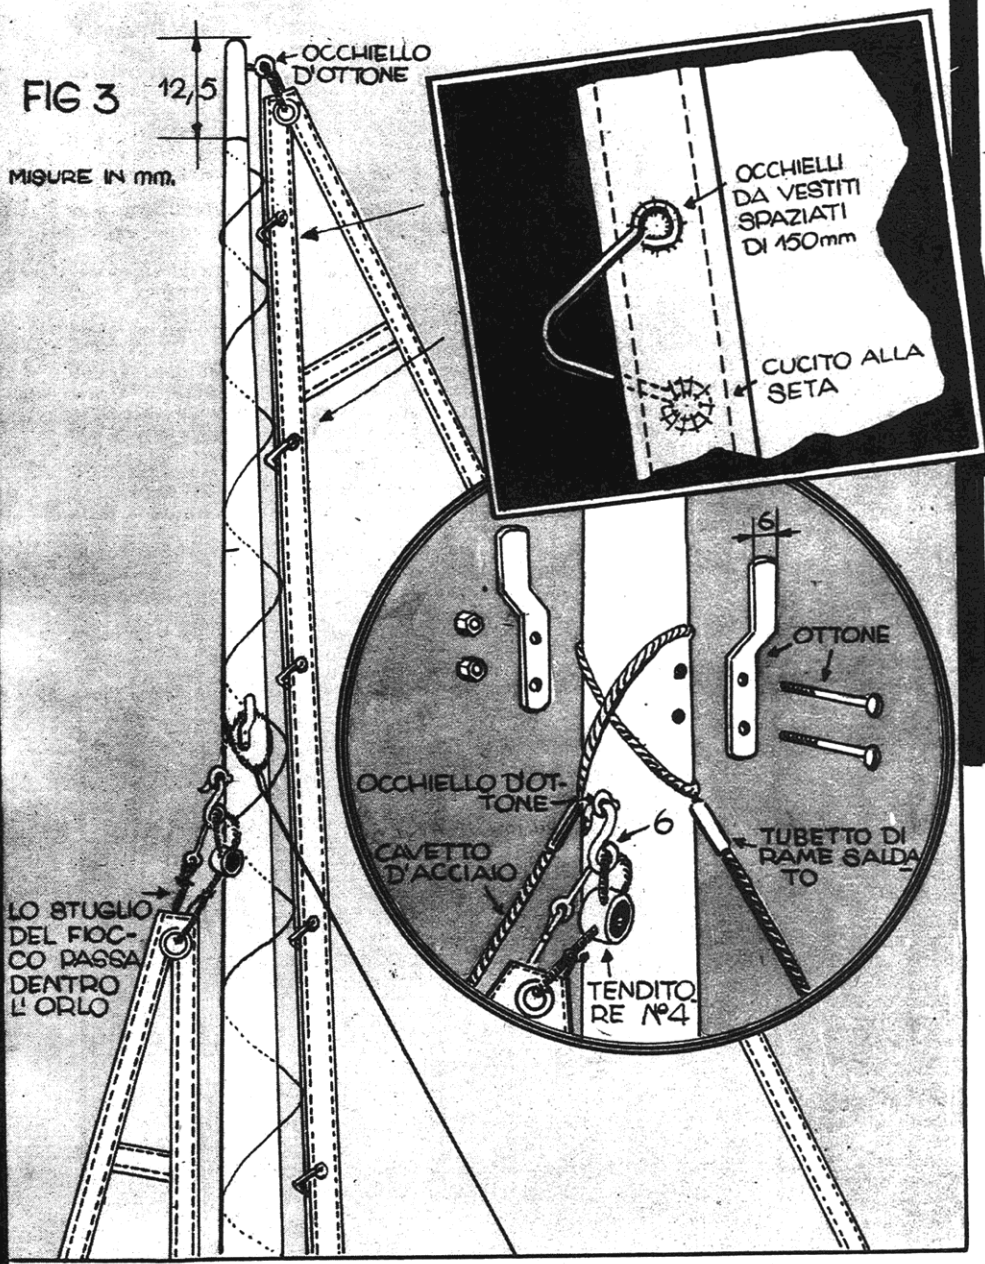 FIG 3
12,5
MISURE IN mm.
OCCHIELLO
D'OTTONE
OCCHIELLI
DA VESTITI
SPAZIATI
DI 150mm
CUCITO ALLA
SETA
6
OTTONE
OCCHIELLO D'OT-
TONE
6
CAVETTO
D'ACCIAIO
TUBETTO DI
RAME SALDA
TO
TENDITO-
RE Nº4
LO STUGLIO
DEL FIOC-
CO PASSA
DENTRO
L' ORLO